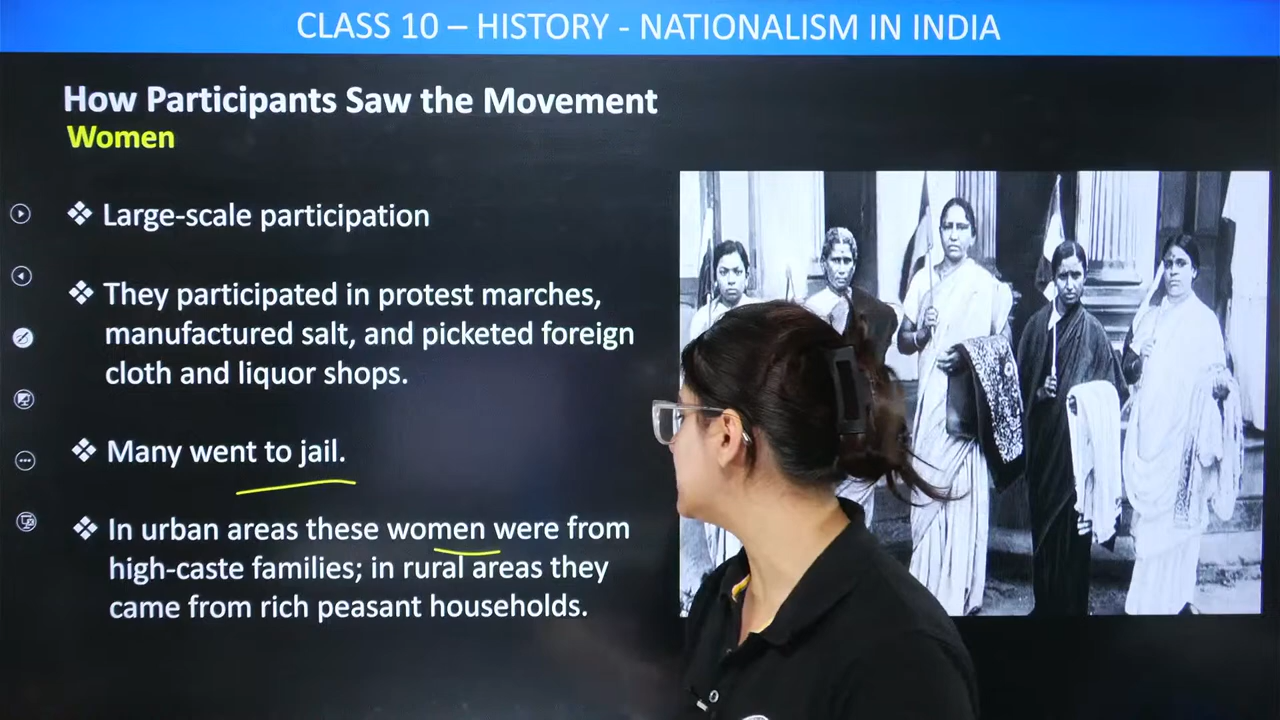 CLASS 10 – HISTORY - NATIONALISM IN INDIA
How Participants Saw the Movement
Women
❖ Large-scale participation
❖ They participated in protest marches,
manufactured salt, and picketed foreign
cloth and liquor shops.
❖ Many went to jail.
❖ In urban areas these women were from
high-caste families; in rural areas they
came from rich peasant households.